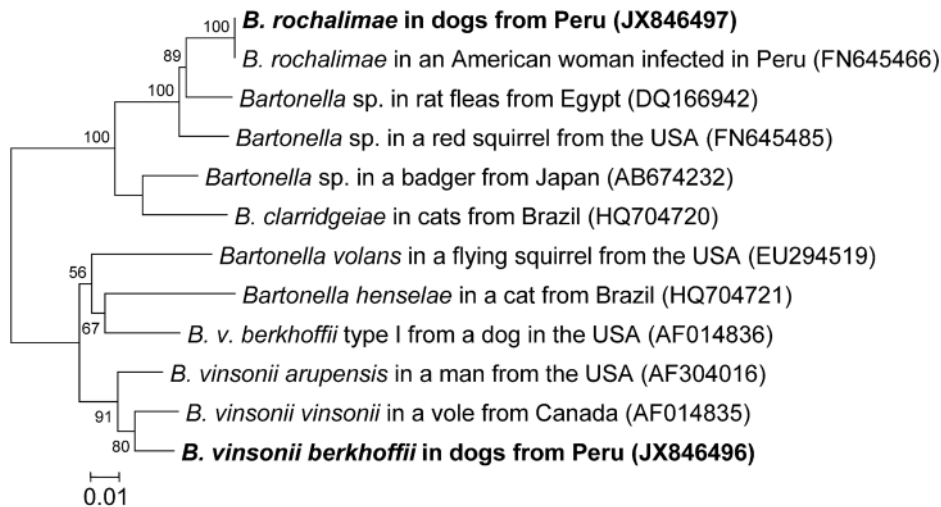 100
B. rochalimae in dogs from Peru (JX846497)
89
B. rochalimae in an American woman infected in Peru (FN645466)
100
Bartonella sp. in rat fleas from Egypt (DQ166942)
100
Bartonella sp. in a red squirrel from the USA (FN645485)
Bartonella sp. in a badger from Japan (AB674232)
B. clarridgeiae in cats from Brazil (HQ704720)
56
Bartonella volans in a flying squirrel from the USA (EU294519)
Bartonella henselae in a cat from Brazil (HQ704721)
67
B. v. berkhoffii type I from a dog in the USA (AF014836)
B. vinsonii arupensis in a man from the USA (AF304016)
91
B. vinsonii vinsonii in a vole from Canada (AF014835)
80
B. vinsonii berkhoffii in dogs from Peru (JX846496)
0.01